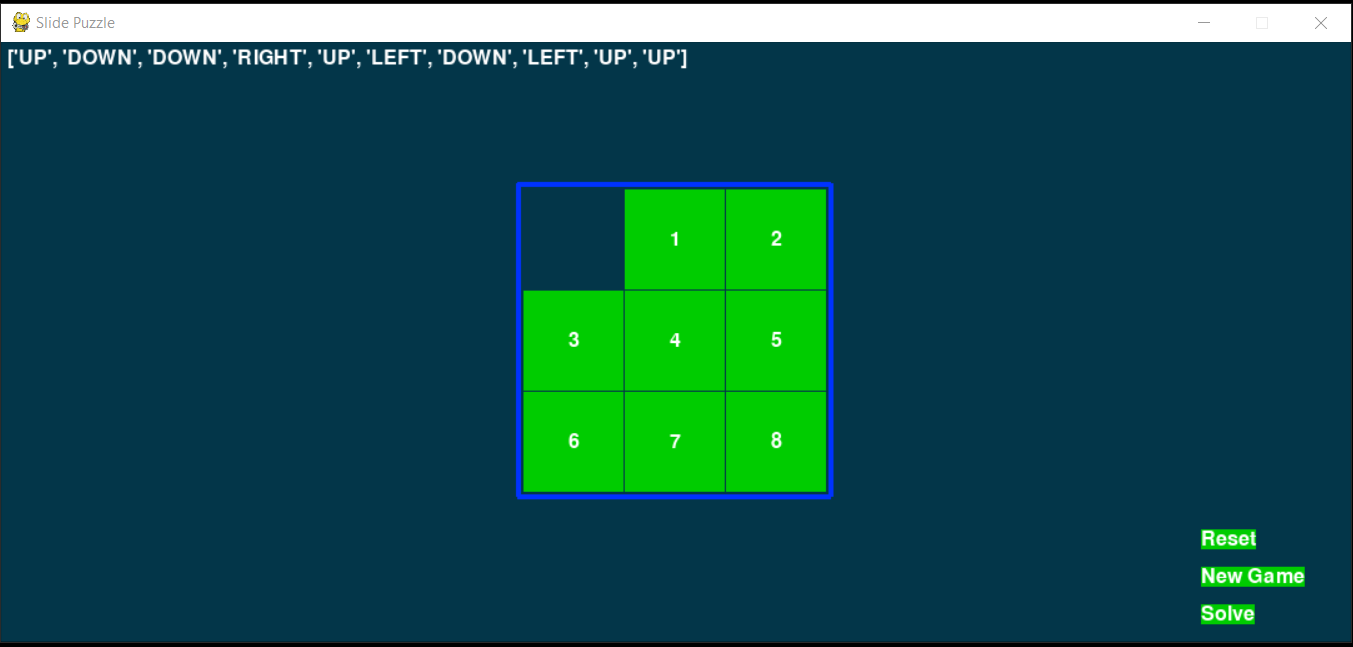 Slide Puzzle
['UP', 'DOWN', 'DOWN', 'RIGHT', 'UP', 'LEFT', 'DOWN', 'LEFT', 'UP', 'UP']
1 2
3 4 5
6 7 8
Reset
New Game
Solve